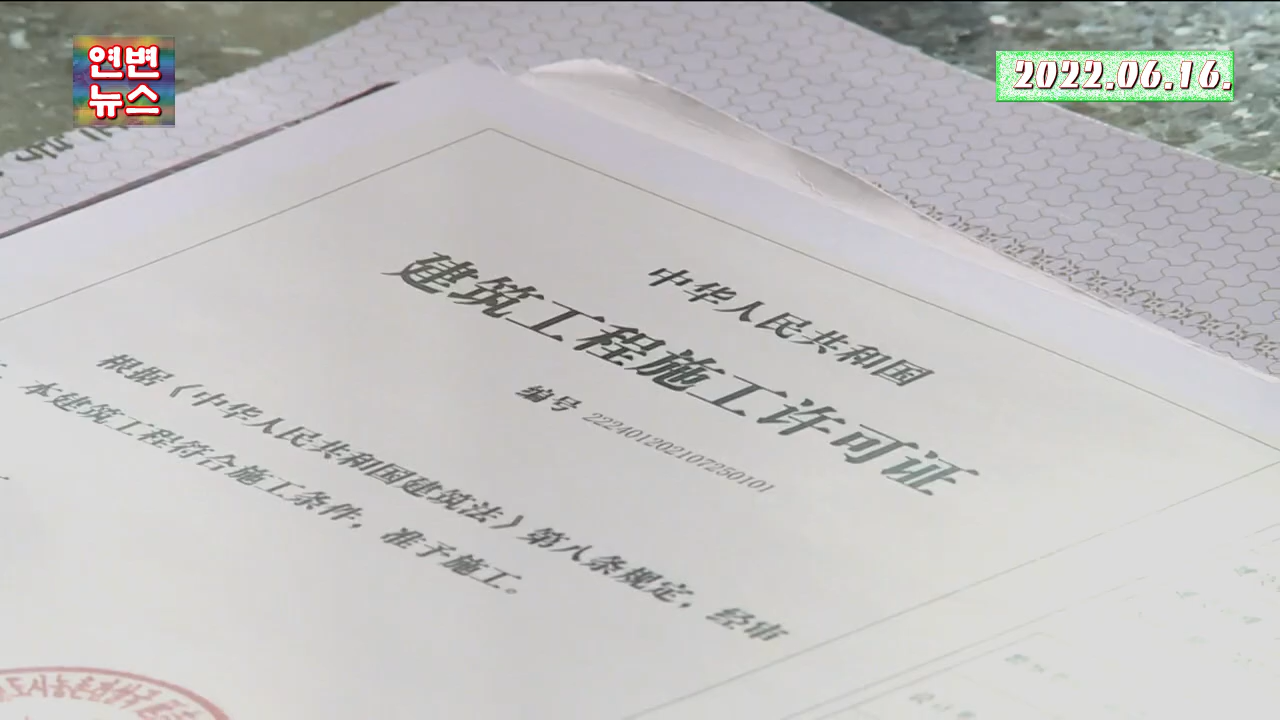 연변
뉴스
2022.06.16.
中华人民共和国
建筑工程施工许可证
编号 222401202107250101
根据《中华人民共和国建筑法》第八条规定，经审
本建筑工程符合施工条件，准予施工。